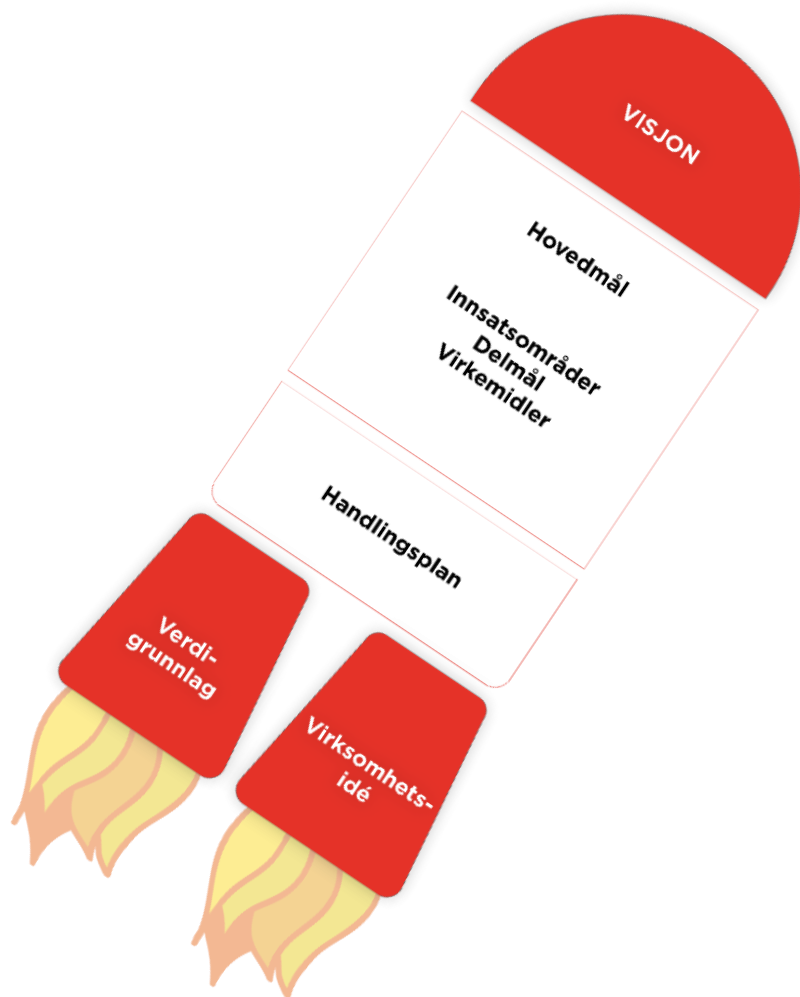 VISJON
Hovedmål
Innsatsområder
Delmål
Virkemidler
Handlingsplan
Verdi-
grunnlag
Virksomhets-
idé